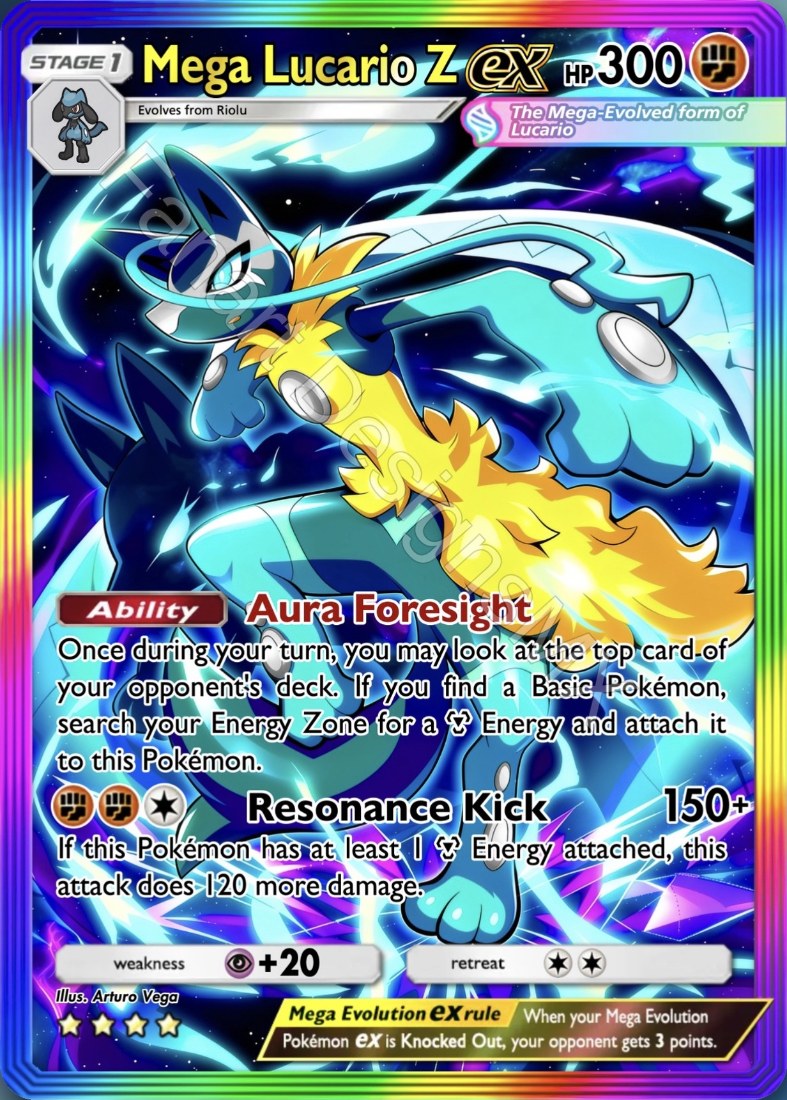 STAGE 1 Mega Lucario Z ex HP 300
Evolves from Riolu
The Mega-Evolved form of
Lucario
Fanart DesignsMX
Ability Aura Foresight
Once during your turn, you may look at the top card of
your opponent's deck. If you find a Basic Pokémon,
search your Energy Zone for a Energy and attach it
to this Pokémon.
Resonance Kick 150+
If this Pokémon has at least 1 Energy attached, this
attack does 120 more damage.
weakness +20 retreat
Illus. Arturo Vega
Mega Evolution ex rule When your Mega Evolution
Pokémon ex is Knocked Out, your opponent gets 3 points.